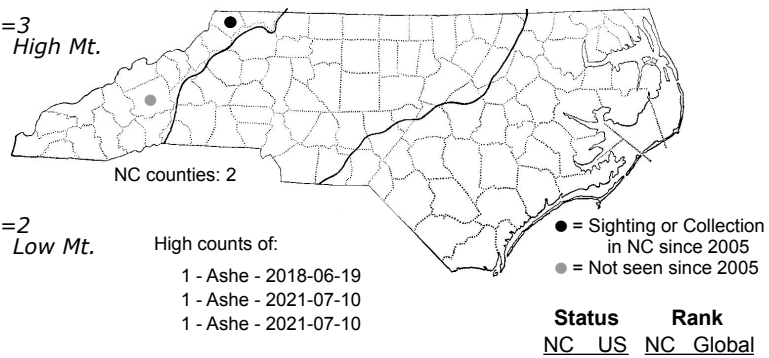 =3
High Mt.
NC counties: 2
=2
Low Mt.
High counts of:
1 - Ashe - 2018-06-19
1 - Ashe - 2021-07-10
1 - Ashe - 2021-07-10
● = Sighting or Collection
in NC since 2005
● = Not seen since 2005
Status Rank
NC US NC Global